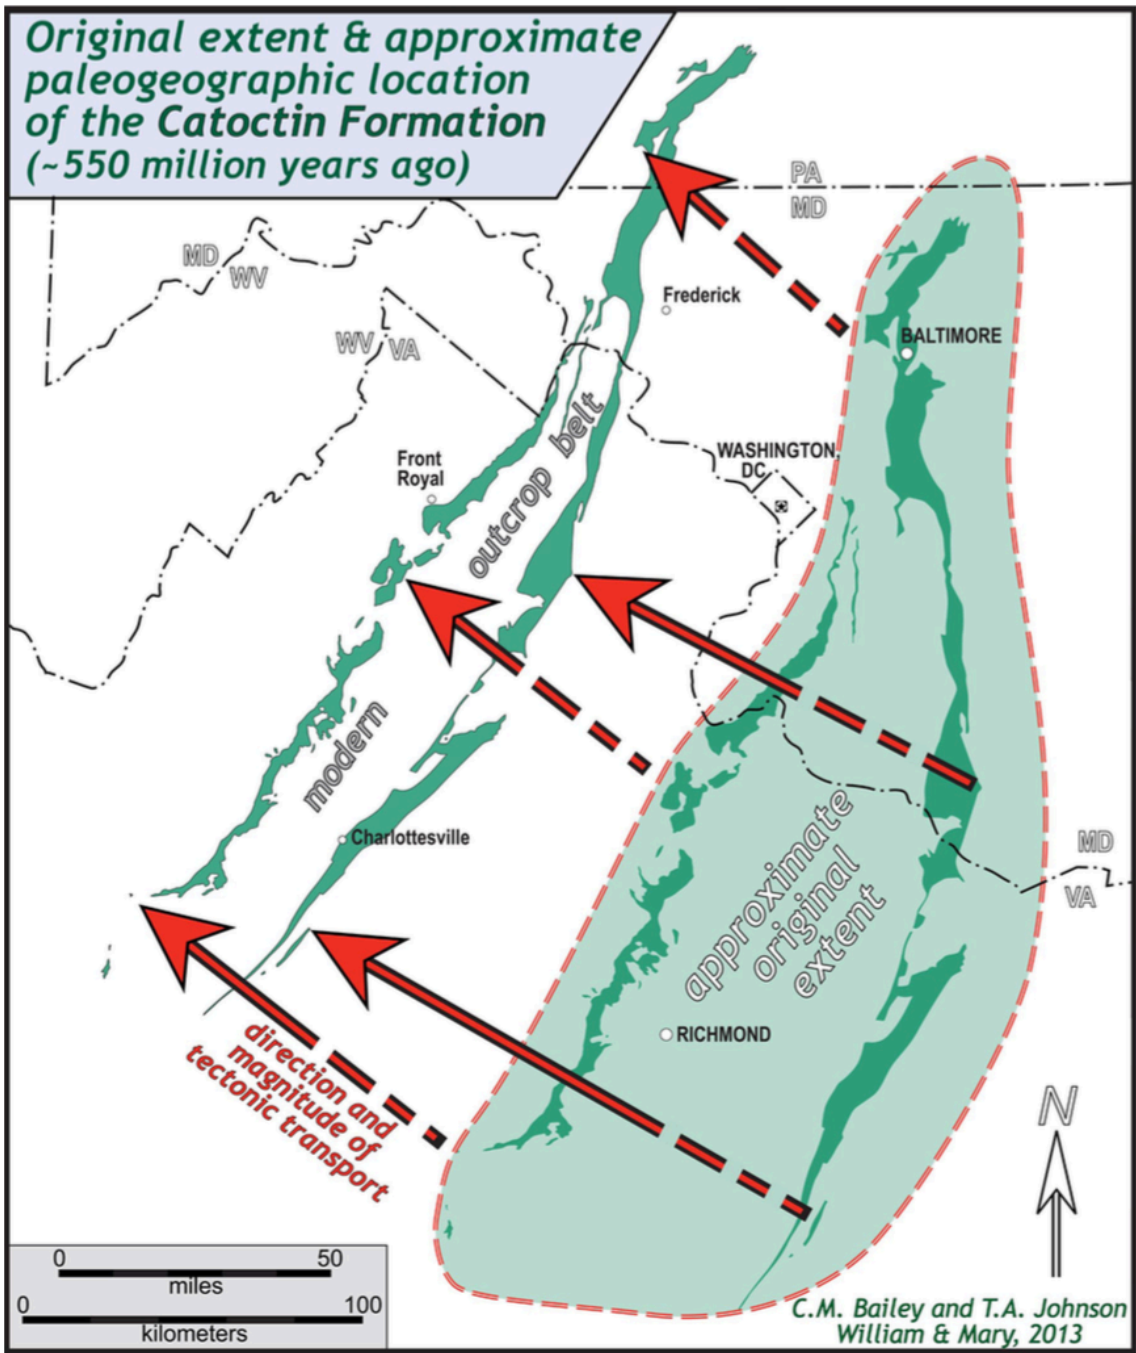 Original extent & approximate
paleogeographic location
of the Catoctin Formation
(~550 million years ago)
PA
MD
MD
WV
WV
VA
Frederick
BALTIMORE
WASHINGTON,
DC
Front
Royal
outcrop belt
modern
Charlottesville
approximate
original
extent
MD
VA
RICHMOND
direction and
magnitude of
tectonic transport
N
0 50
miles
0 100
kilometers
C.M. Bailey and T.A. Johnson
William & Mary, 2013